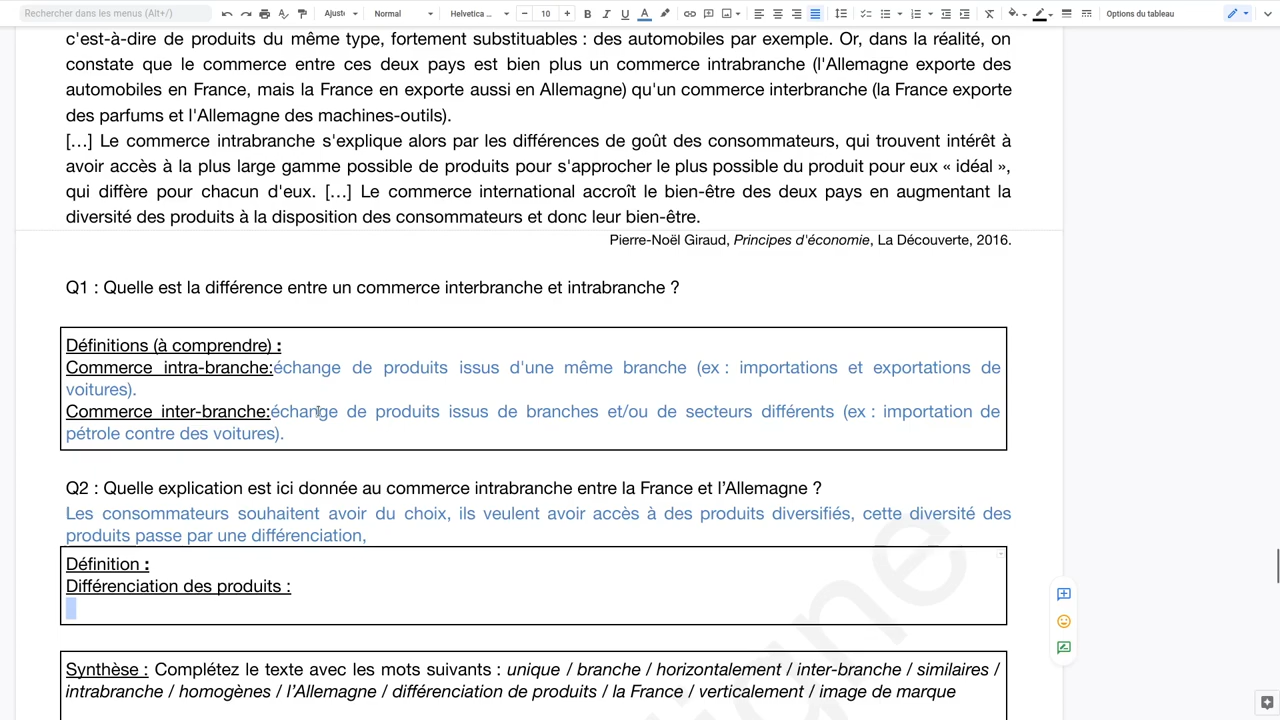 Rechercher dans les menus (Alt+/)
Ajuste
Normal
Helvetica ...
10
Options du tableau
c'est-à-dire de produits du même type, fortement substituables : des automobiles par exemple. Or, dans la réalité, on
constate que le commerce entre ces deux pays est bien plus un commerce intrabranche (l'Allemagne exporte des
automobiles en France, mais la France en exporte aussi en Allemagne) qu'un commerce interbranche (la France exporte
des parfums et l'Allemagne des machines-outils).
[…] Le commerce intrabranche s'explique alors par les différences de goût des consommateurs, qui trouvent intérêt à
avoir accès à la plus large gamme possible de produits pour s'approcher le plus possible du produit pour eux « idéal »,
qui diffère pour chacun d'eux. […] Le commerce international accroît le bien-être des deux pays en augmentant la
diversité des produits à la disposition des consommateurs et donc leur bien-être.
Pierre-Noël Giraud, Principes d'économie, La Découverte, 2016.
Q1 : Quelle est la différence entre un commerce interbranche et intrabranche ?
Définitions (à comprendre) :
Commerce intra-branche:échange de produits issus d'une même branche (ex : importations et exportations de
voitures).
Commerce inter-branche:échange de produits issus de branches et/ou de secteurs différents (ex : importation de
pétrole contre des voitures).
Q2 : Quelle explication est ici donnée au commerce intrabranche entre la France et l'Allemagne ?
Les consommateurs souhaitent avoir du choix, ils veulent avoir accès à des produits diversifiés, cette diversité des
produits passe par une différenciation,
Définition :
Différenciation des produits :
Synthèse : Complétez le texte avec les mots suivants : unique / branche / horizontalement / inter-branche / similaires /
intrabranche / homogènes / l'Allemagne / différenciation de produits / la France / verticalement / image de marque